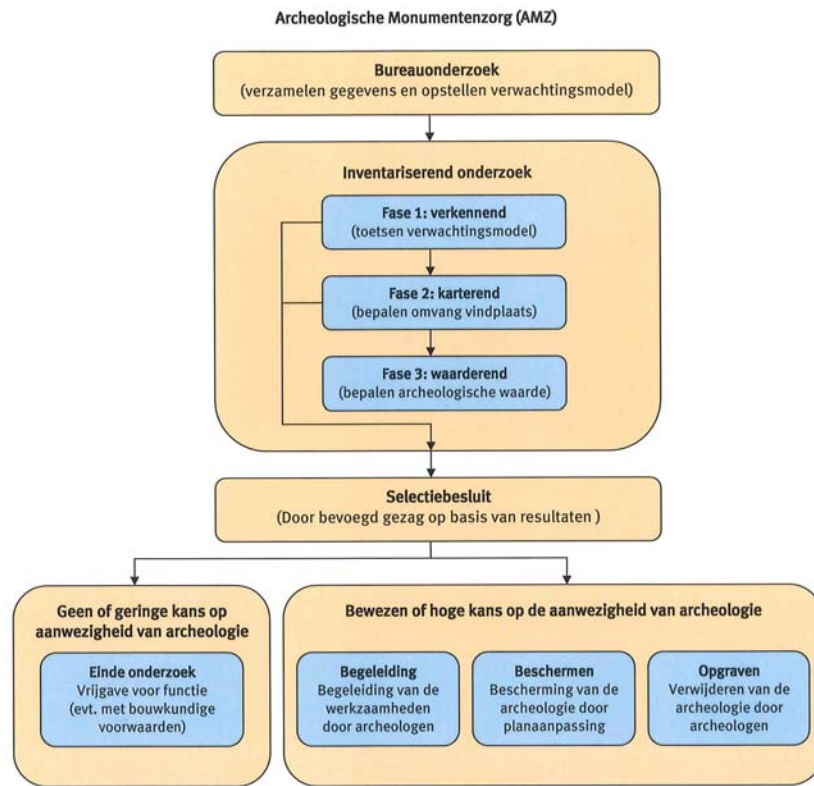 Archeologische Monumentenzorg (AMZ)
Bureauonderzoek
(verzamelen gegevens en opstellen verwachtingsmodel)
Inventariserend onderzoek
Fase 1: verkennend
(toetsen verwachtingsmodel)
Fase 2: karterend
(bepalen omvang vindplaats)
Fase 3: waarderend
(bepalen archeologische waarde)
Selectiebesluit
(Door bevoegd gezag op basis van resultaten )
Geen of geringe kans op
aanwezigheid van archeologie
Einde onderzoek
Vrijgave voor functie
(evt. met bouwkundige
voorwaarden)
Bewezen of hoge kans op de aanwezigheid van archeologie
Begeleiding
Begeleiding van de
werkzaamheden
door archeologen
Beschermen
Bescherming van de
archeologie door
planaanpassing
Opgraven
Verwijderen van de
archeologie door
archeologen